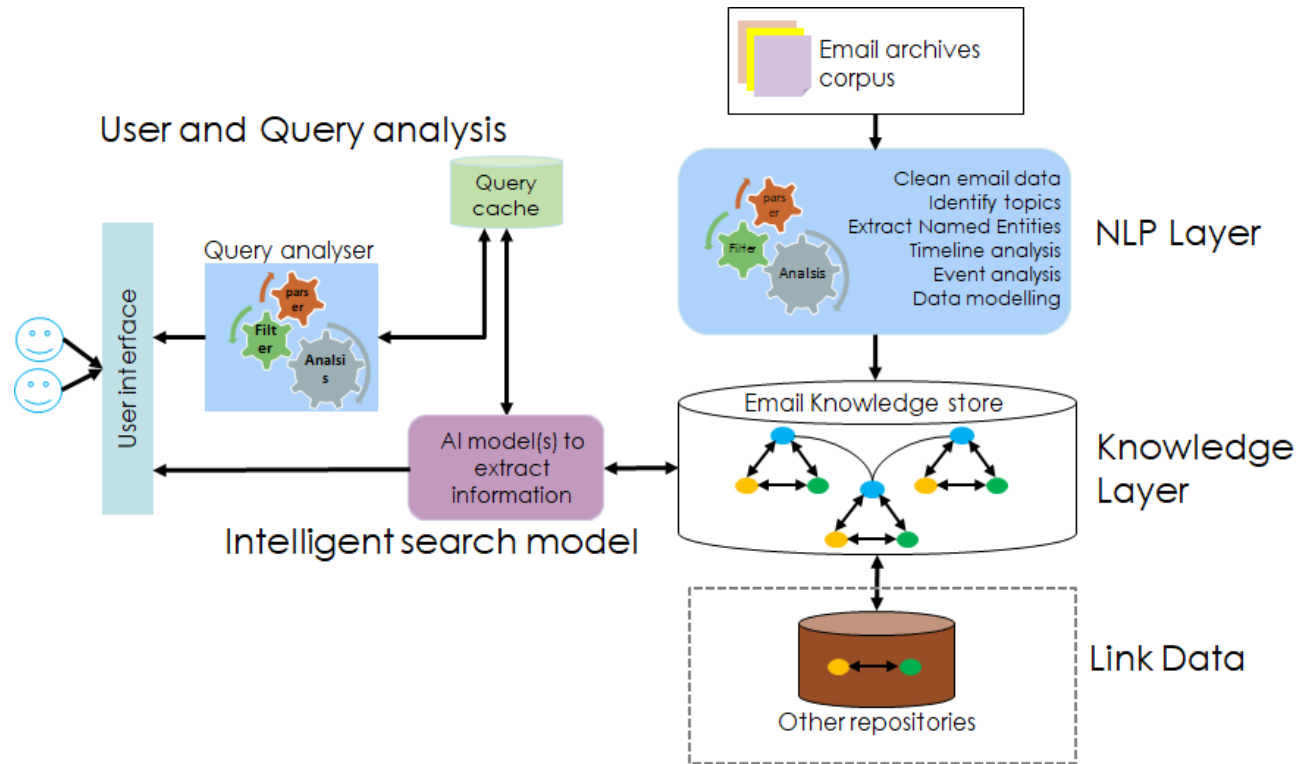 Email archives
corpus
User and Query analysis
Query
cache
Clean email data
Identify topics
Extract Named Entities
Timeline analysis
Event analysis
Data modelling
pars
er
Filter
Analsis
NLP Layer
Query analyser
pars
er
Filt
er
Analsi
s
User interface
Email Knowledge store
AI model(s) to
extract
information
Knowledge
Layer
Intelligent search model
Link Data
Other repositories